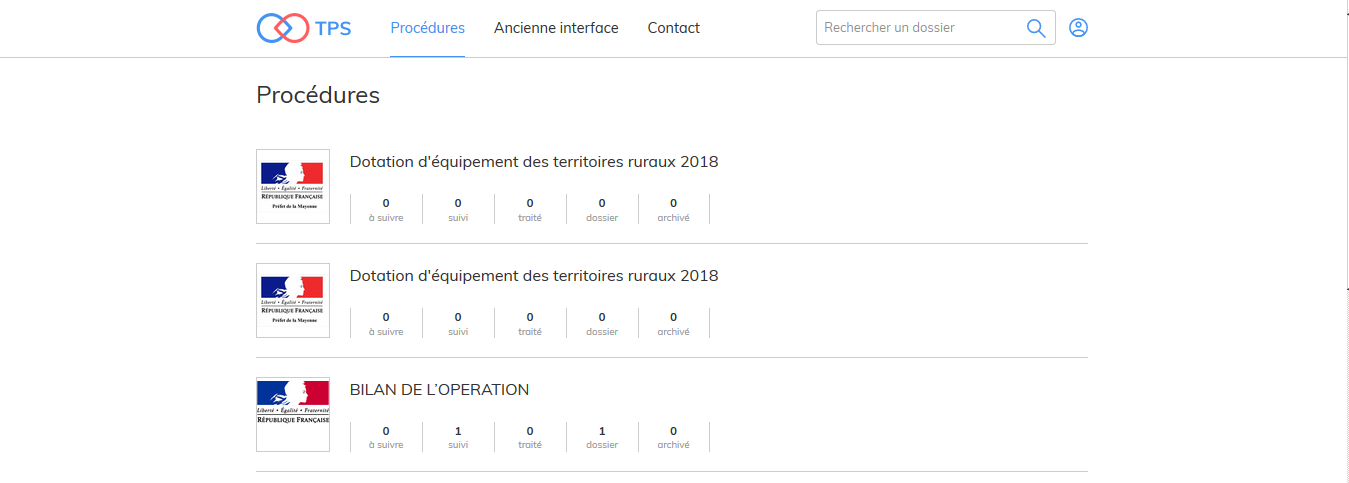 TPS Procédures Ancienne interface Contact Rechercher un dossier
Procédures
Dotation d'équipement des territoires ruraux 2018
Liberté • Égalité • Fraternité
RÉPUBLIQUE FRANÇAISE
Préfet de la Mayenne
0 0 0 0 0
à suivre suivi traité dossier archivé
Dotation d'équipement des territoires ruraux 2018
Liberté • Égalité • Fraternité
RÉPUBLIQUE FRANÇAISE
Préfet de la Mayenne
0 0 0 0 0
à suivre suivi traité dossier archivé
BILAN DE L’OPERATION
Liberté • Égalité • Fraternité
RÉPUBLIQUE FRANÇAISE
0 1 0 1 0
à suivre suivi traité dossier archivé